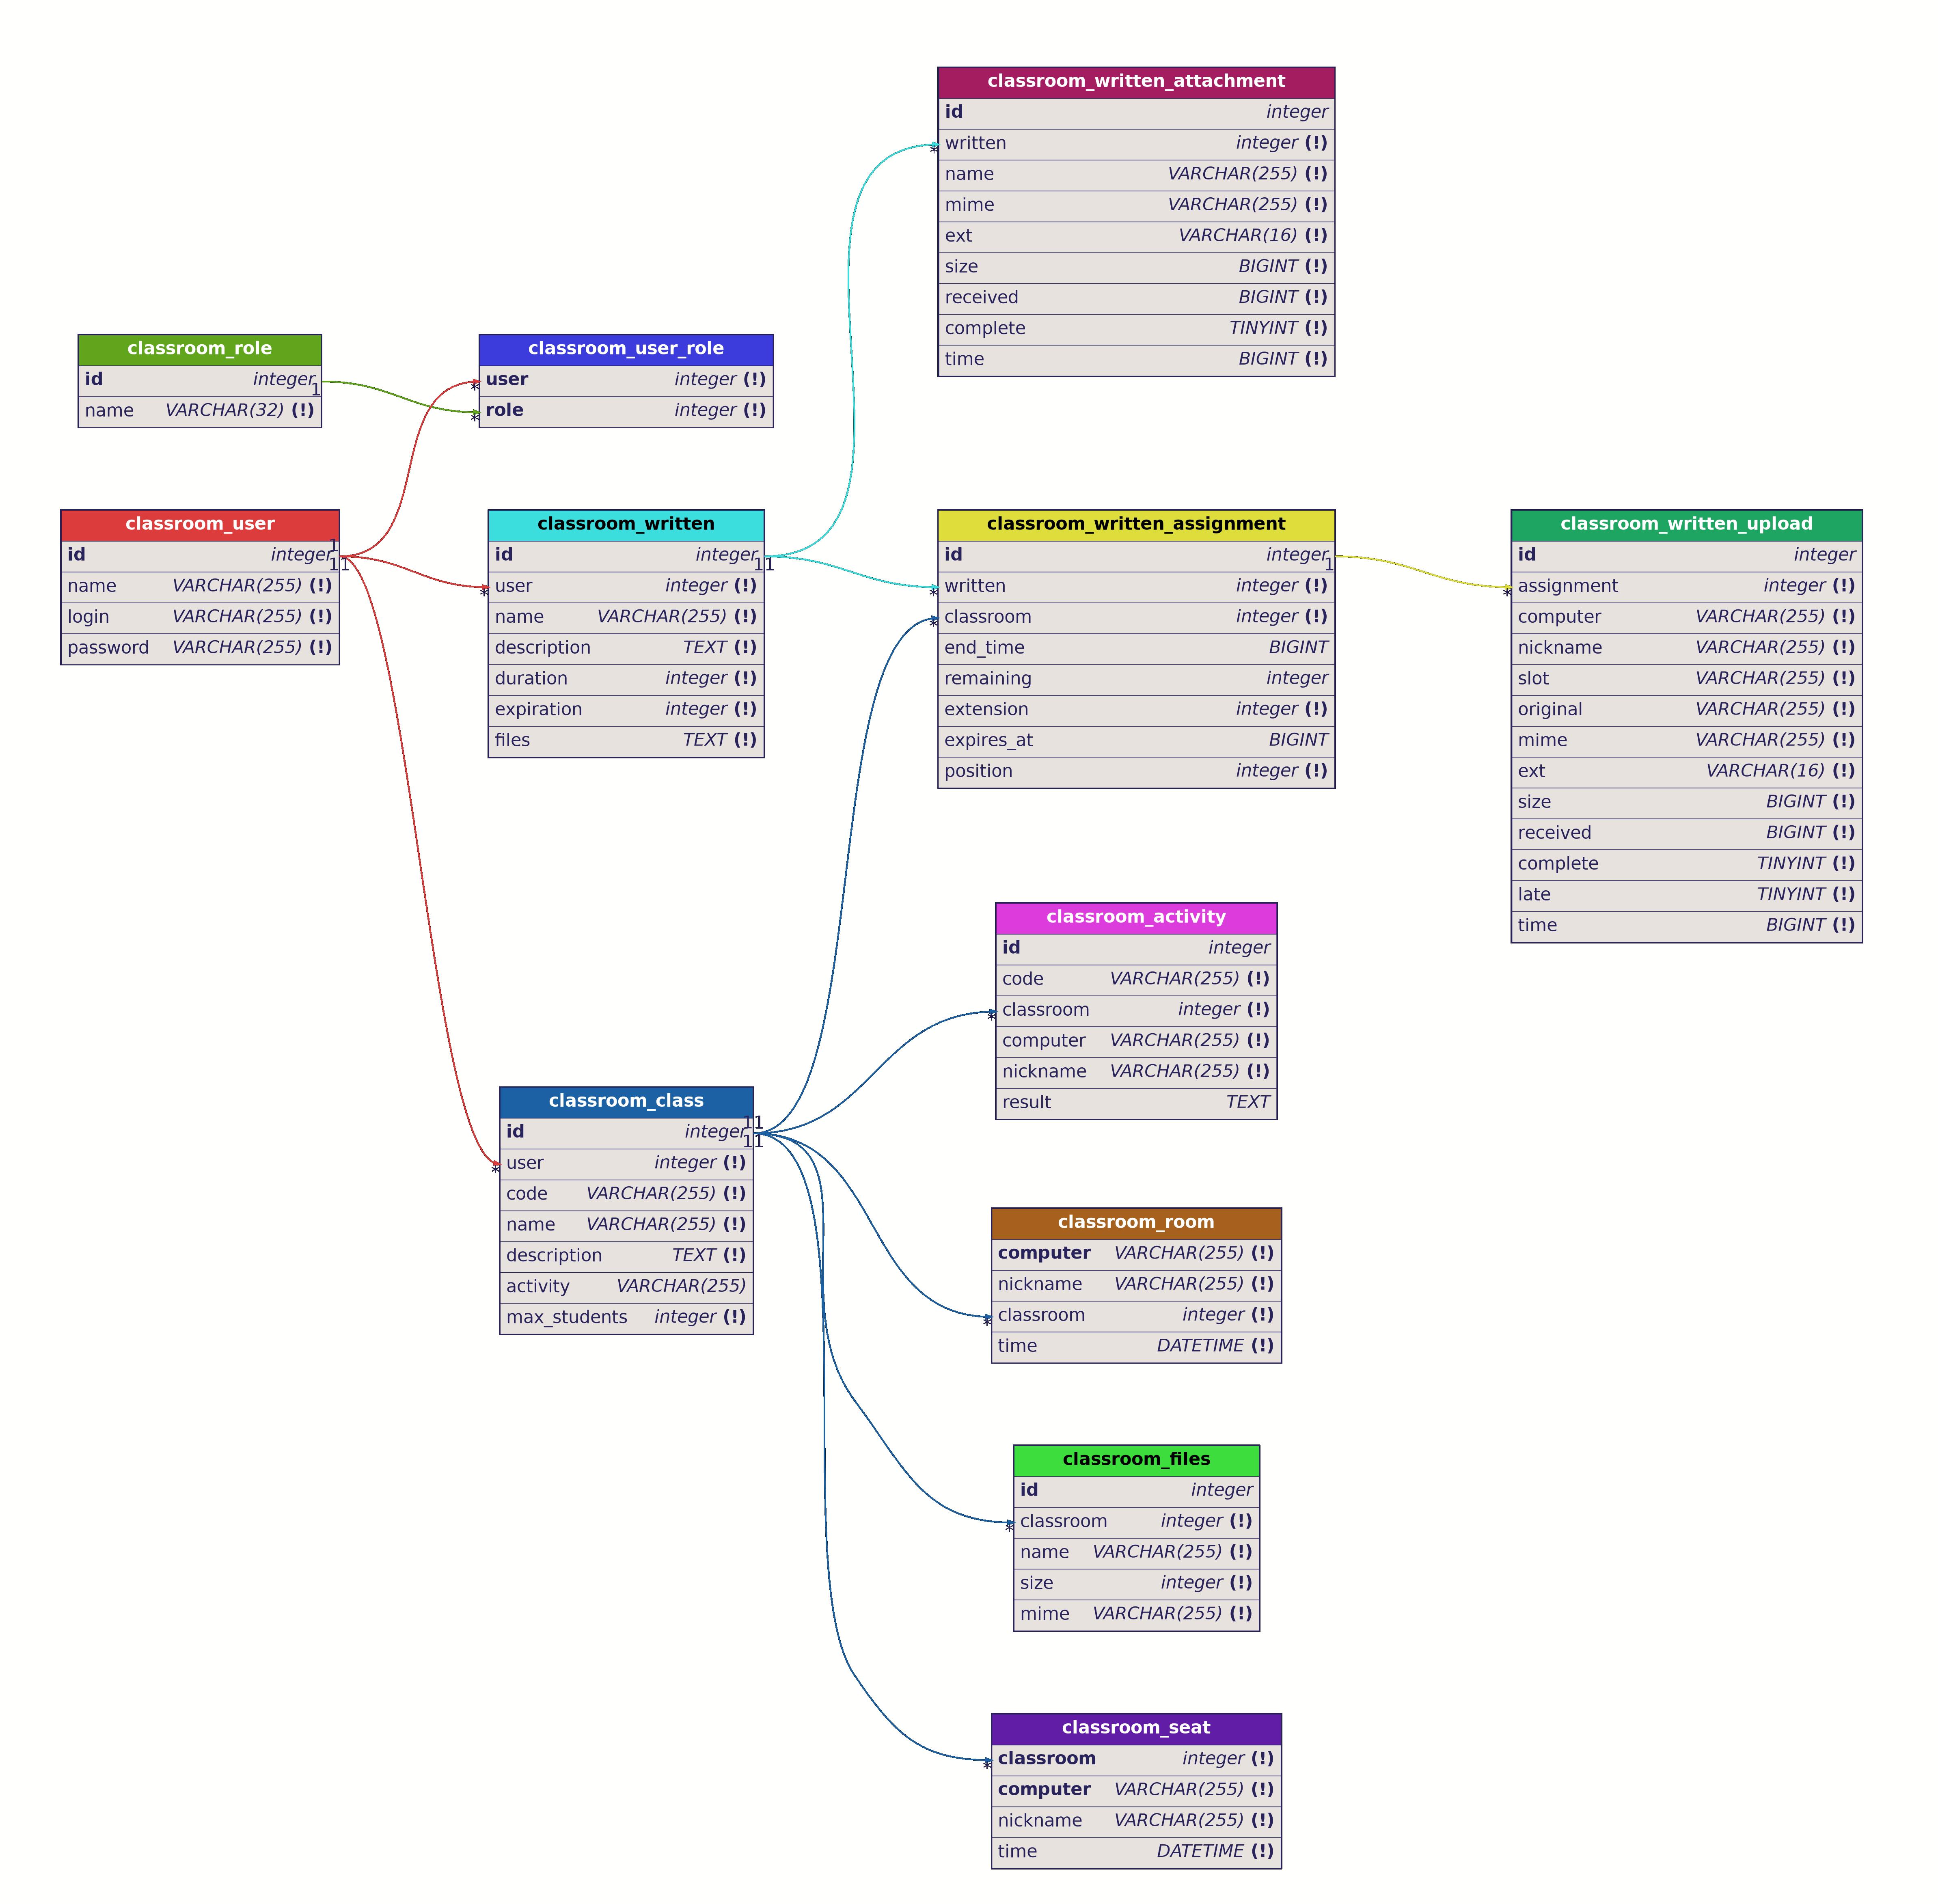 classroom_written_attachment
id integer
written integer (!)
name VARCHAR(255) (!)
mime VARCHAR(255) (!)
ext VARCHAR(16) (!)
size BIGINT (!)
received BIGINT (!)
complete TINYINT (!)
time BIGINT (!)
classroom_role
id integer
name VARCHAR(32) (!)
classroom_user_role
user integer (!)
role integer (!)
classroom_user
id integer
name VARCHAR(255) (!)
login VARCHAR(255) (!)
password VARCHAR(255) (!)
classroom_written
id integer
user integer (!)
name VARCHAR(255) (!)
description TEXT (!)
duration integer (!)
expiration integer (!)
files TEXT (!)
classroom_written_assignment
id integer
written integer (!)
classroom integer (!)
end_time BIGINT
remaining integer
extension integer (!)
expires_at BIGINT
position integer (!)
classroom_written_upload
id integer
assignment integer (!)
computer VARCHAR(255) (!)
nickname VARCHAR(255) (!)
slot VARCHAR(255) (!)
original VARCHAR(255) (!)
mime VARCHAR(255) (!)
ext VARCHAR(16) (!)
size BIGINT (!)
received BIGINT (!)
complete TINYINT (!)
late TINYINT (!)
time BIGINT (!)
classroom_activity
id integer
code VARCHAR(255) (!)
classroom integer (!)
computer VARCHAR(255) (!)
nickname VARCHAR(255) (!)
result TEXT
classroom_class
id integer
user integer (!)
code VARCHAR(255) (!)
name VARCHAR(255) (!)
description TEXT (!)
activity VARCHAR(255)
max_students integer (!)
classroom_room
computer VARCHAR(255) (!)
nickname VARCHAR(255) (!)
classroom integer (!)
time DATETIME (!)
classroom_files
id integer
classroom integer (!)
name VARCHAR(255) (!)
size integer (!)
mime VARCHAR(255) (!)
classroom_seat
classroom integer (!)
computer VARCHAR(255) (!)
nickname VARCHAR(255) (!)
time DATETIME (!)
1
*
*
1
11
*
*
11
*
*
*
1
*
11
11
*
*
*
*